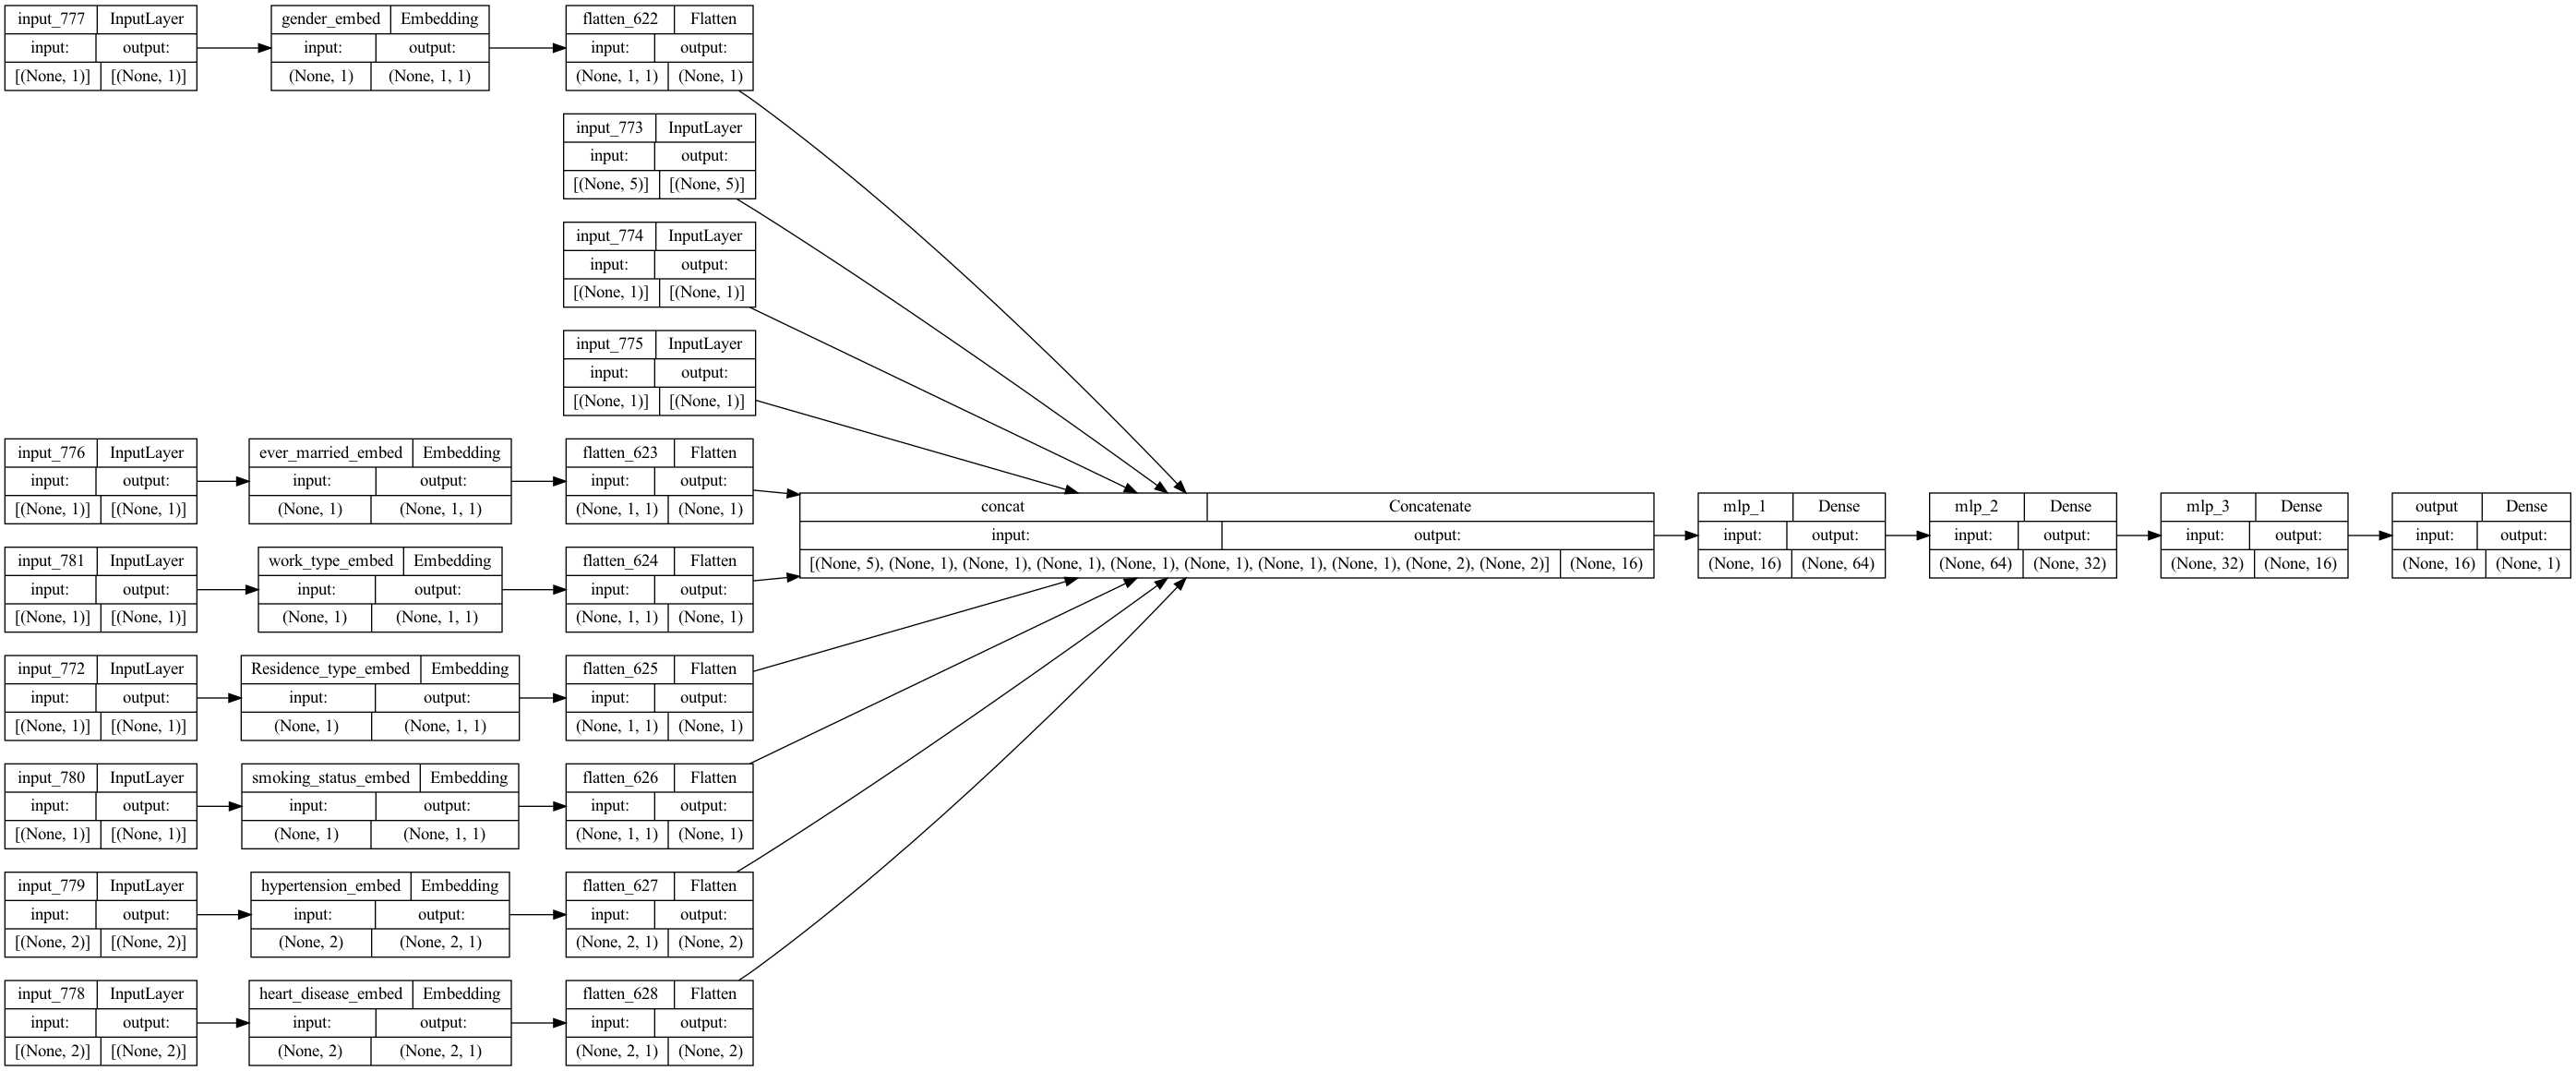 input_777 InputLayer
input: output:
[(None, 1)] [(None, 1)]
gender_embed Embedding
input: output:
(None, 1) (None, 1, 1)
flatten_622 Flatten
input: output:
(None, 1, 1) (None, 1)
input_773 InputLayer
input: output:
[(None, 5)] [(None, 5)]
input_774 InputLayer
input: output:
[(None, 1)] [(None, 1)]
input_775 InputLayer
input: output:
[(None, 1)] [(None, 1)]
input_776 InputLayer
input: output:
[(None, 1)] [(None, 1)]
ever_married_embed Embedding
input: output:
(None, 1) (None, 1, 1)
flatten_623 Flatten
input: output:
(None, 1, 1) (None, 1)
input_781 InputLayer
input: output:
[(None, 1)] [(None, 1)]
work_type_embed Embedding
input: output:
(None, 1) (None, 1, 1)
flatten_624 Flatten
input: output:
(None, 1, 1) (None, 1)
input_772 InputLayer
input: output:
[(None, 1)] [(None, 1)]
Residence_type_embed Embedding
input: output:
(None, 1) (None, 1, 1)
flatten_625 Flatten
input: output:
(None, 1, 1) (None, 1)
input_780 InputLayer
input: output:
[(None, 1)] [(None, 1)]
smoking_status_embed Embedding
input: output:
(None, 1) (None, 1, 1)
flatten_626 Flatten
input: output:
(None, 1, 1) (None, 1)
input_779 InputLayer
input: output:
[(None, 2)] [(None, 2)]
hypertension_embed Embedding
input: output:
(None, 2) (None, 2, 1)
flatten_627 Flatten
input: output:
(None, 2, 1) (None, 2)
input_778 InputLayer
input: output:
[(None, 2)] [(None, 2)]
heart_disease_embed Embedding
input: output:
(None, 2) (None, 2, 1)
flatten_628 Flatten
input: output:
(None, 2, 1) (None, 2)
concat Concatenate
input: output:
[(None, 5), (None, 1), (None, 1), (None, 1), (None, 1), (None, 1), (None, 1), (None, 1), (None, 2), (None, 2)] (None, 16)
mlp_1 Dense
input: output:
(None, 16) (None, 64)
mlp_2 Dense
input: output:
(None, 64) (None, 32)
mlp_3 Dense
input: output:
(None, 32) (None, 16)
output Dense
input: output:
(None, 16) (None, 1)